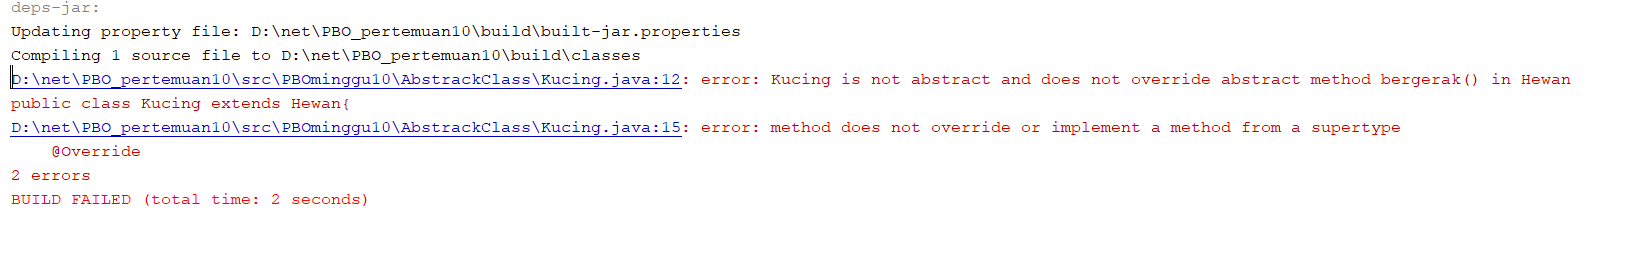 deps-jar:
Updating property file: D:\net\PBO_pertemuan10\build\built-jar.properties
Compiling 1 source file to D:\net\PBO_pertemuan10\build\classes
D:\net\PBO_pertemuan10\src\PBOminggu10\AbstrackClass\Kucing.java:12: error: Kucing is not abstract and does not override abstract method bergerak() in Hewan
public class Kucing extends Hewan{
D:\net\PBO_pertemuan10\src\PBOminggu10\AbstrackClass\Kucing.java:15: error: method does not override or implement a method from a supertype
    @Override
2 errors
BUILD FAILED (total time: 2 seconds)